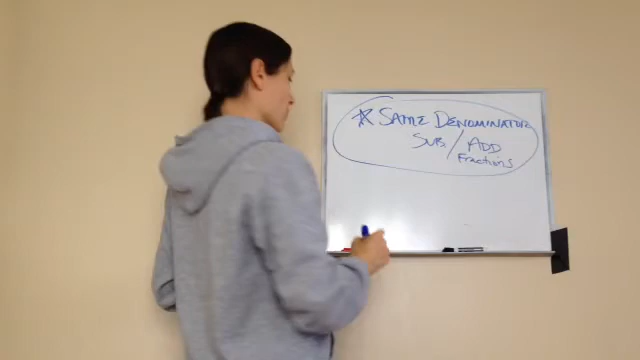 * SAME DENOMINATOR
SUB. / ADD
Fractions